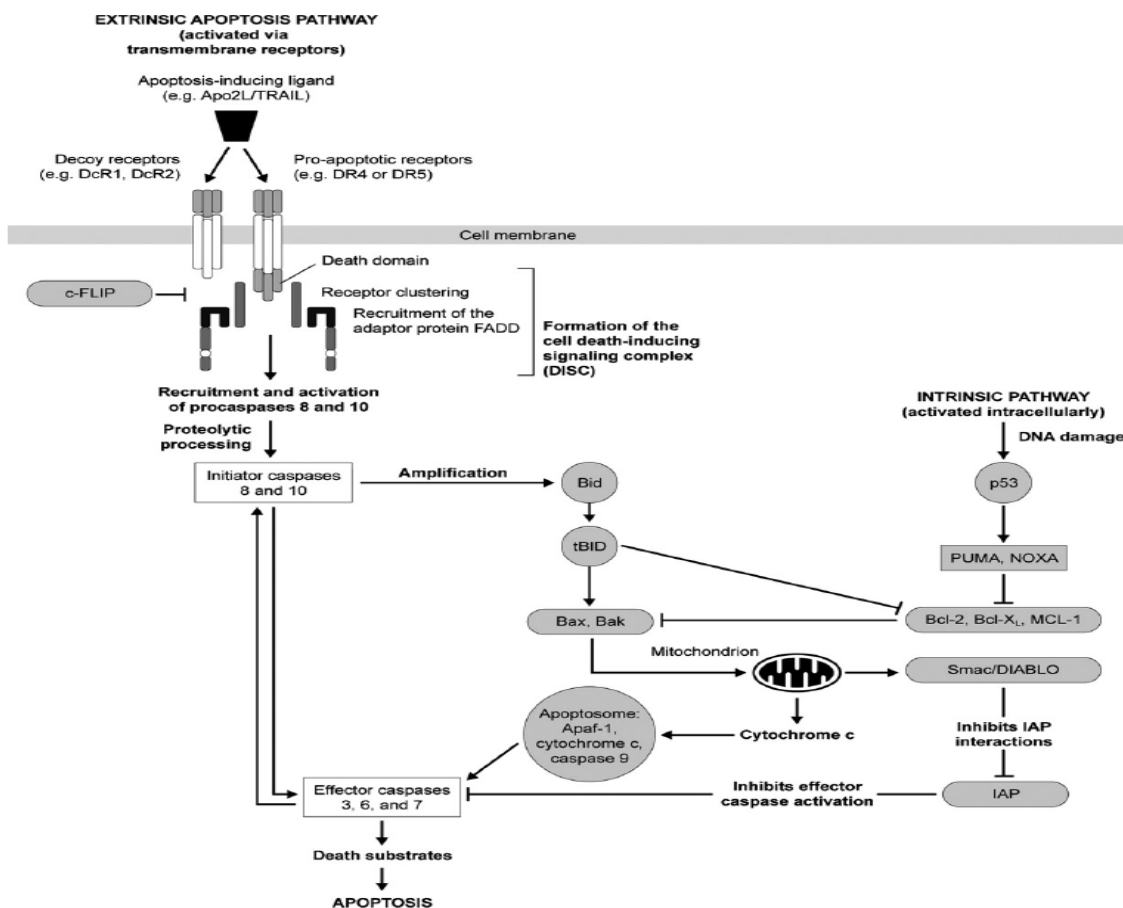 EXTRINSIC APOPTOSIS PATHWAY
(activated via
transmembrane receptors)
Apoptosis-inducing ligand
(e.g. Apo2L/TRAIL)
Decoy receptors
(e.g. DcR1, DcR2)
Pro-apoptotic receptors
(e.g. DR4 or DR5)
Cell membrane
Death domain
c-FLIP
Receptor clustering
Recruitment of the
adaptor protein FADD
Formation of the
cell death-inducing
signaling complex
(DISC)
Recruitment and activation
of procaspases 8 and 10
INTRINSIC PATHWAY
(activated intracellularly)
Proteolytic
processing
DNA damage
Initiator caspases
8 and 10
Amplification
Bid
p53
tBID
PUMA, NOXA
Bax, Bak
Bcl-2, Bcl-XL, MCL-1
Mitochondrion
Smac/DIABLO
Apoptosome:
Apaf-1,
cytochrome c,
caspase 9
Cytochrome c
Inhibits IAP
interactions
Effector caspases
3, 6, and 7
Inhibits effector
caspase activation
IAP
Death substrates
APOPTOSIS